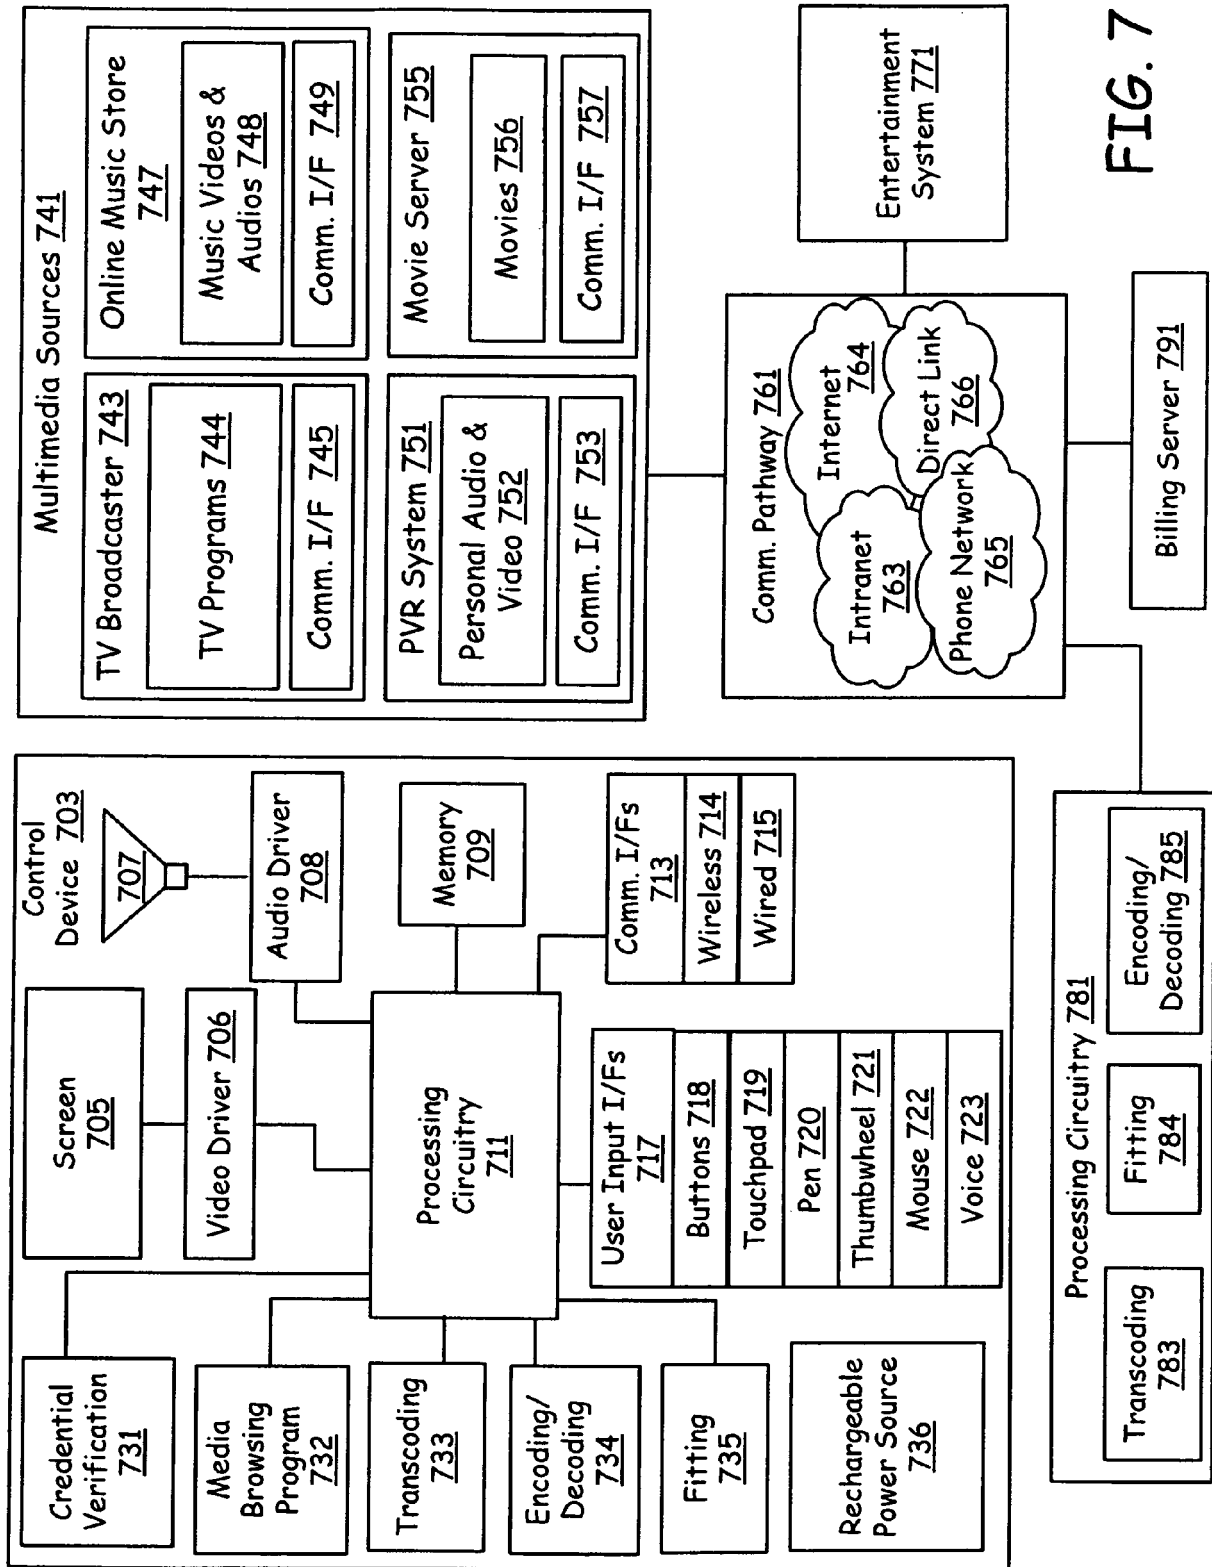 Control
Device 703
707
Screen
705
Video Driver 706
Audio Driver
708
Memory
709
Processing
Circuitry
711
Comm. I/Fs
713
Wireless 714
Wired 715
User Input I/Fs
717
Buttons 718
Touchpad 719
Pen 720
Thumbwheel 721
Mouse 722
Voice 723
Credential
Verification
731
Media
Browsing
Program
732
Transcoding
733
Encoding/
Decoding
734
Fitting
735
Rechargeable
Power Source
736
Multimedia Sources 741
TV Broadcaster 743
TV Programs 744
Comm. I/F 745
Online Music Store
747
Music Videos &
Audios 748
Comm. I/F 749
PVR System 751
Personal Audio &
Video 752
Comm. I/F 753
Movie Server 755
Movies 756
Comm. I/F 757
Comm. Pathway 761
Internet
764
Intranet
763
Direct Link
766
Phone Network
765
Entertainment
System 771
Processing Circuitry 781
Transcoding
783
Fitting
784
Encoding/
Decoding 785
Billing Server 791
FIG. 7